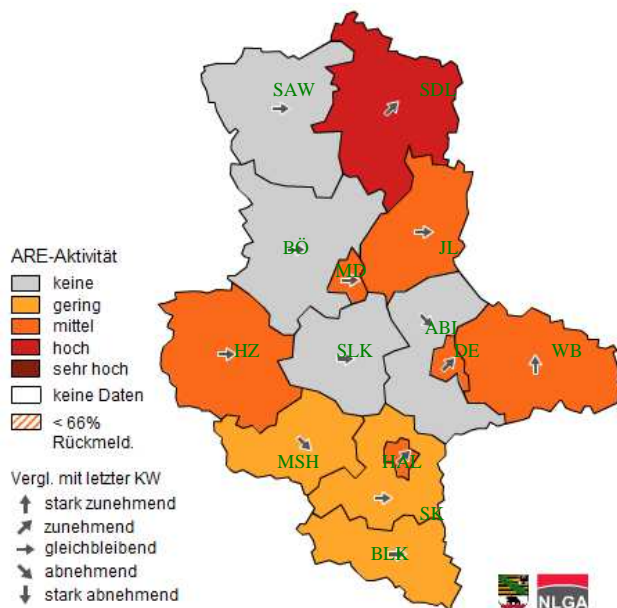 SAW
SDL
BÖ
JL
MD
ABI
HZ
SLK
DE
WB
MSH
HAL
SK
BLK
ARE-Aktivität
keine
gering
mittel
hoch
sehr hoch
keine Daten
< 66%
Rückmeld.
Vergl. mit letzter KW
stark zunehmend
zunehmend
gleichbleibend
abnehmend
stark abnehmend
NLGA